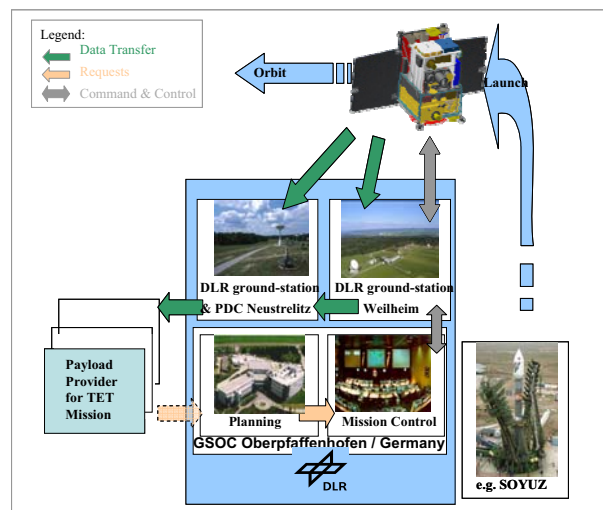 Legend:
Data Transfer
Requests
Command & Control
Orbit
Launch
DLR ground-station
& PDC Neustrelitz
DLR ground-station
Weilheim
Payload
Provider
for TET
Mission
Planning
Mission Control
GSOC Oberpfaffenhofen / Germany
DLR
e.g. SOYUZ